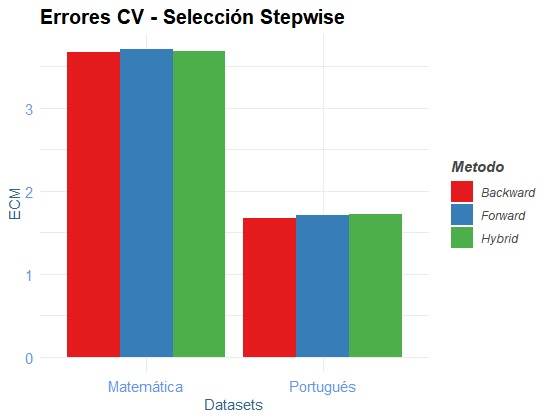 Errores CV - Selección Stepwise
ECM
3
2
1
0
Matemática
Portugués
Datasets
Metodo
Backward
Forward
Hybrid